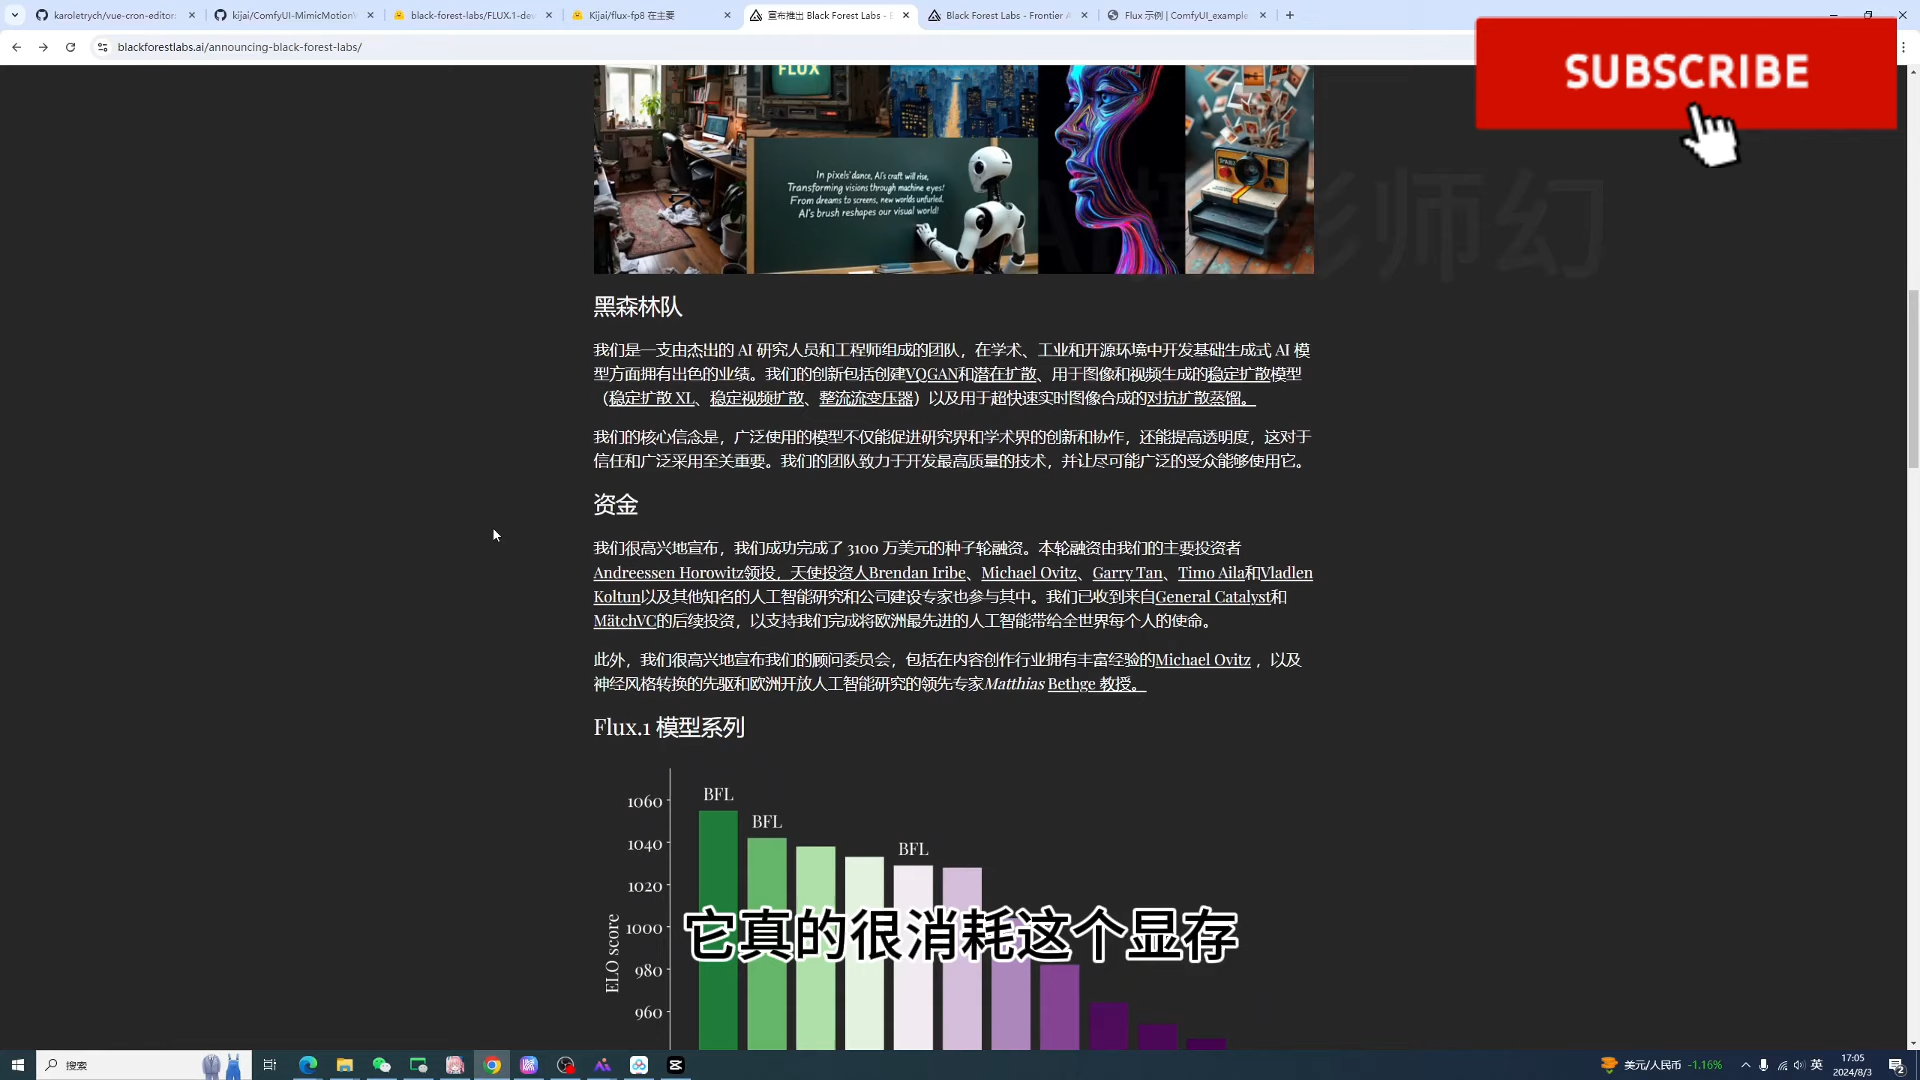 karoletrych/vue-cron-editor:
kijai/ComfyUI-MimicMotionV
black-forest-labs/FLUX.1-dev
Kijai/flux-fp8 在主要
宣布推出 Black Forest Labs - B
Black Forest Labs - Frontier A
Flux 示例 | ComfyUI_example
blackforestlabs.ai/announcing-black-forest-labs/
SUBSCRIBE
FLUX
In pixels' dance, AI's craft will rise,
Transforming visions through machine eyes!
From dreams to screens, new worlds unfurled,
AI's brush reshapes our visual world!
影师幻
黑森林队
我们是一支由杰出的 AI 研究人员和工程师组成的团队，在学术、工业和开源环境中开发基础生成式 AI 模
型方面拥有出色的业绩。我们的创新包括创建VQGAN和潜在扩散、用于图像和视频生成的稳定扩散模型
（稳定扩散 XL、稳定视频扩散、整流流变压器）以及用于超快速实时图像合成的对抗扩散蒸馏。
我们的核心信念是，广泛使用的模型不仅能促进研究界和学术界的创新和协作，还能提高透明度，这对于
信任和广泛采用至关重要。我们的团队致力于开发最高质量的技术，并让尽可能广泛的受众能够使用它。
资金
我们很高兴地宣布，我们成功完成了 3100 万美元的种子轮融资。本轮融资由我们的主要投资者
Andreessen Horowitz领投，天使投资人Brendan Iribe、Michael Ovitz、Garry Tan、Timo Aila和Vladlen
Koltun以及其他知名的人工智能研究和公司建设专家也参与其中。我们已收到来自General Catalyst和
MätchVC的后续投资，以支持我们完成将欧洲最先进的人工智能带给全世界每个人的使命。
此外，我们很高兴地宣布我们的顾问委员会，包括在内容创作行业拥有丰富经验的Michael Ovitz ，以及
神经风格转换的先驱和欧洲开放人工智能研究的领先专家Matthias Bethge 教授。
Flux.1 模型系列
BFL
1060
BFL
1040
BFL
1020
1000
980
960
ELO score
它真的很消耗这个显存
搜索
美元/人民币 -1.16%
英
17:05
2024/8/3
2